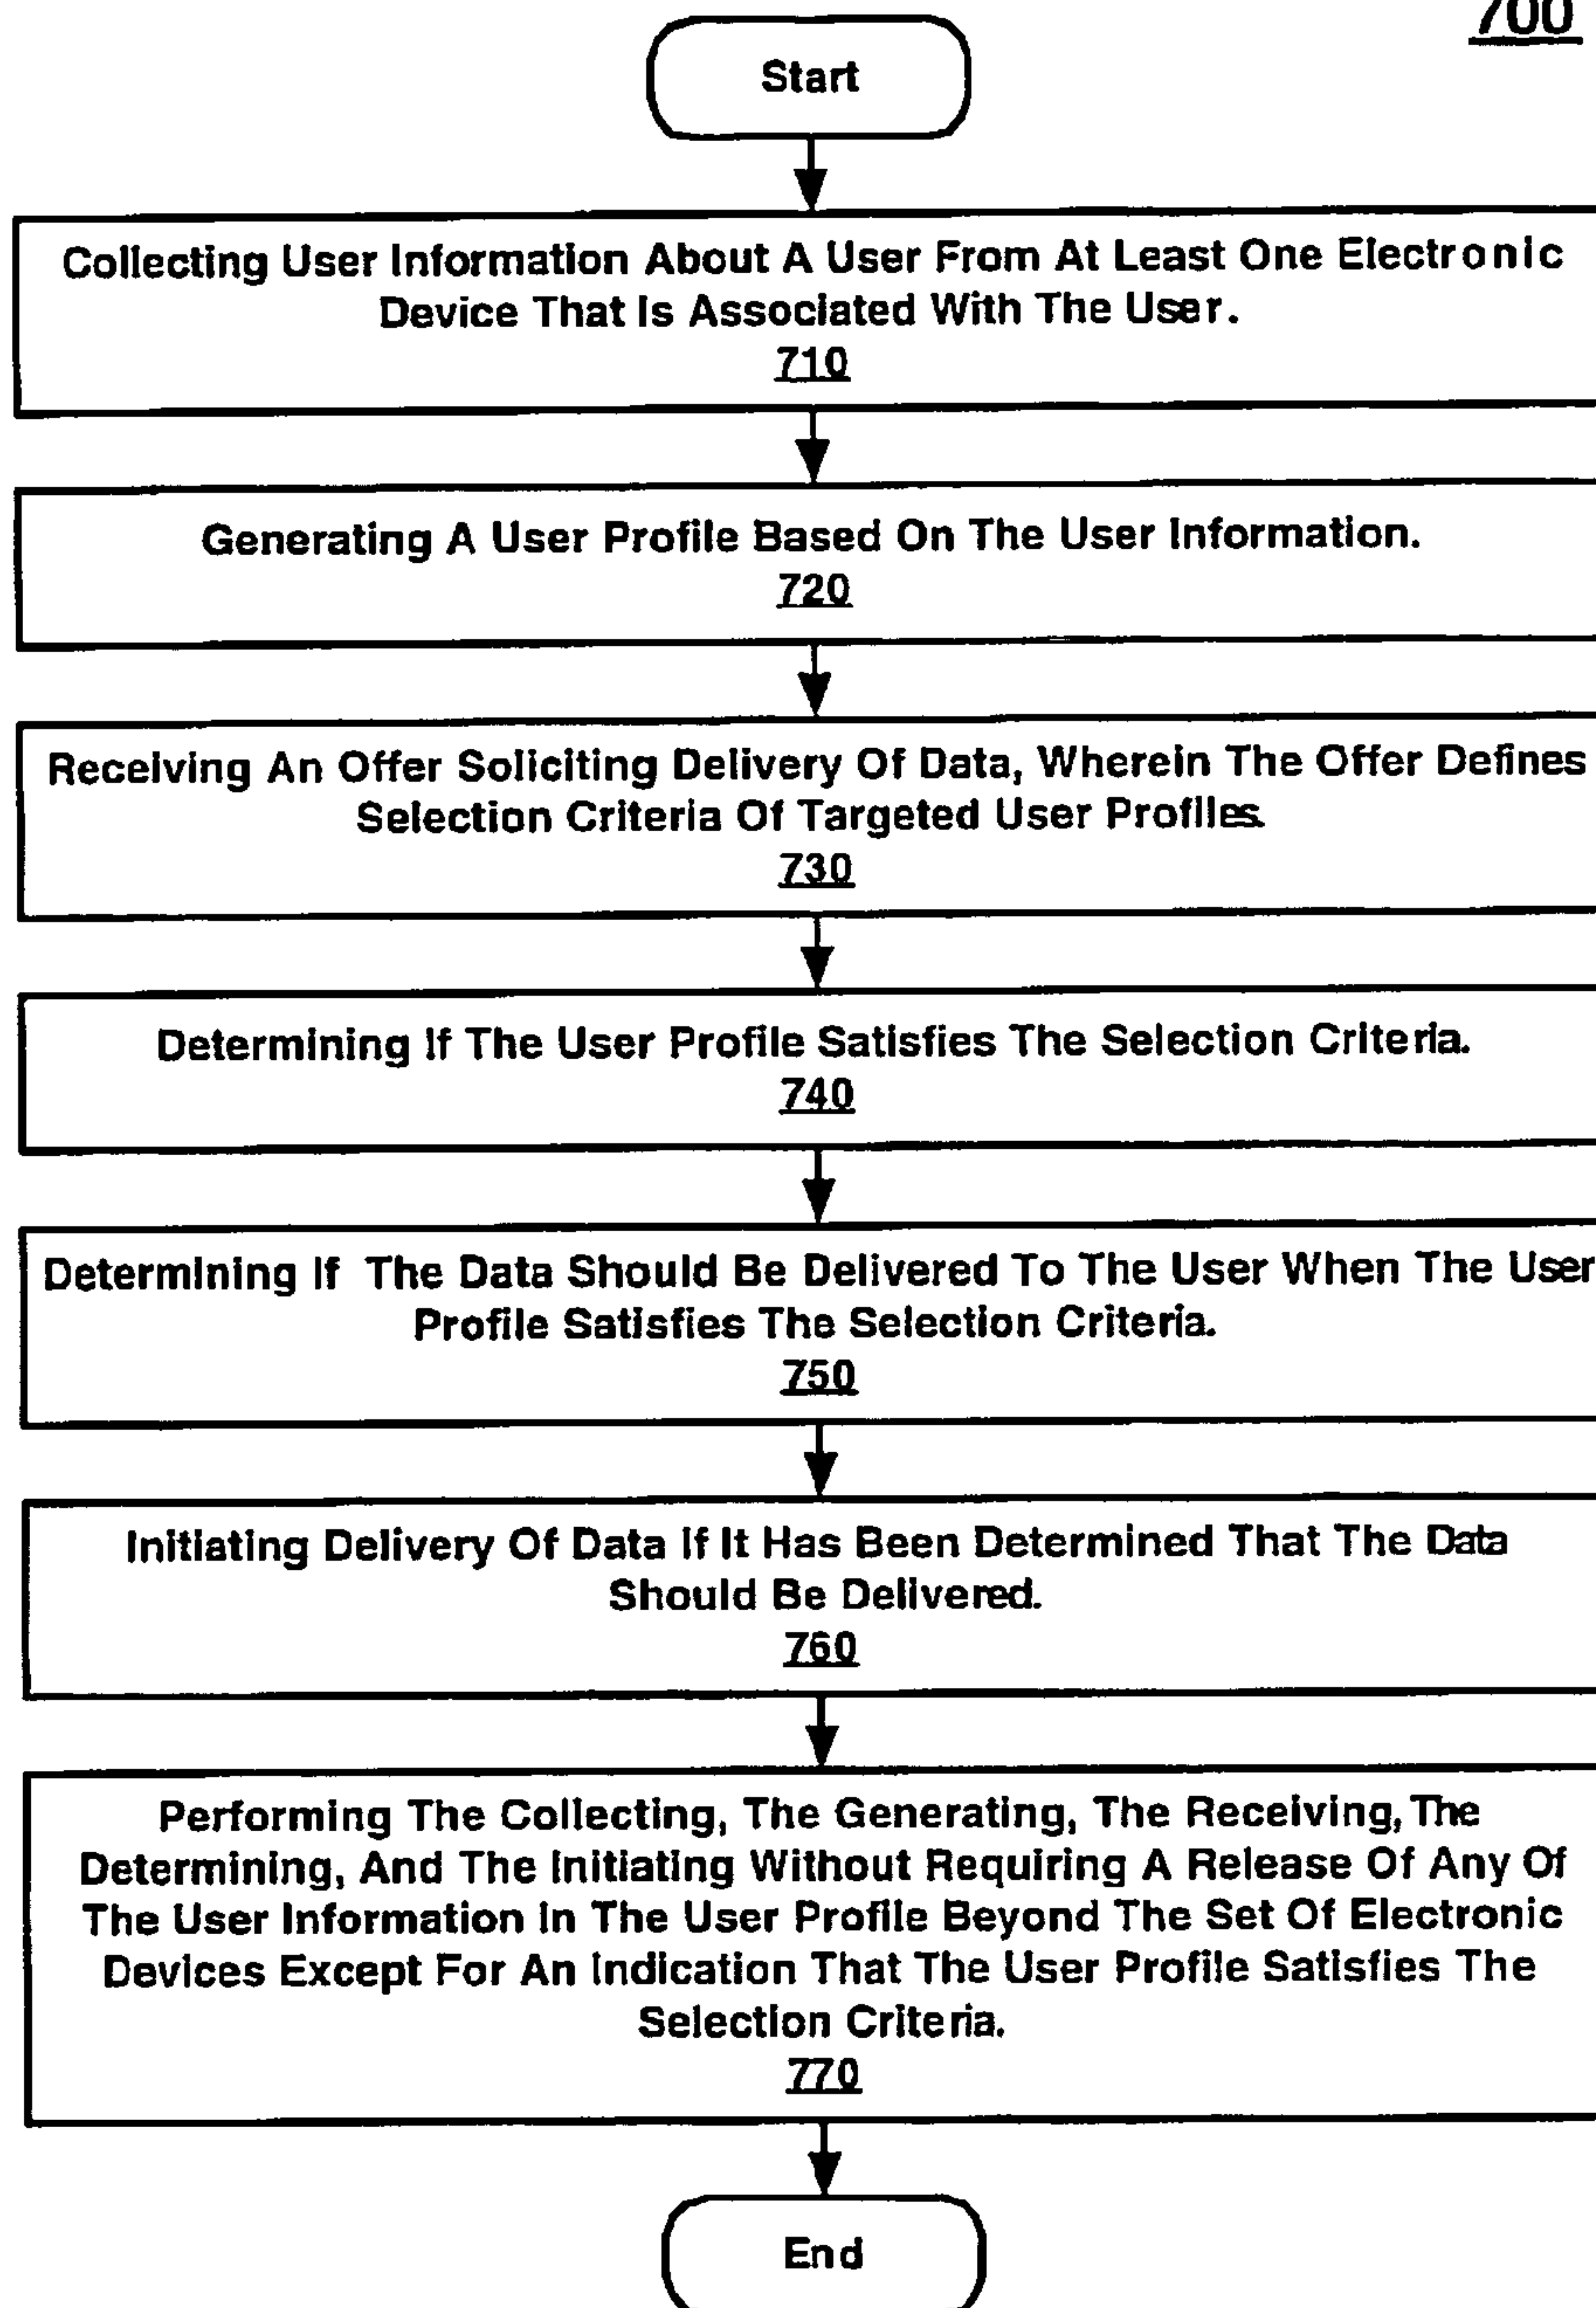 700
Start
Collecting User Information About A User From At Least One Electronic
Device That Is Associated With The User.
710
Generating A User Profile Based On The User Information.
720
Receiving An Offer Soliciting Delivery Of Data, Wherein The Offer Defines
Selection Criteria Of Targeted User Profiles.
730
Determining If The User Profile Satisfies The Selection Criteria.
740
Determining If The Data Should Be Delivered To The User When The User
Profile Satisfies The Selection Criteria.
750
Initiating Delivery Of Data If It Has Been Determined That The Data
Should Be Delivered.
760
Performing The Collecting, The Generating, The Receiving, The
Determining, And The Initiating Without Requiring A Release Of Any Of
The User Information In The User Profile Beyond The Set Of Electronic
Devices Except For An Indication That The User Profile Satisfies The
Selection Criteria.
770
End